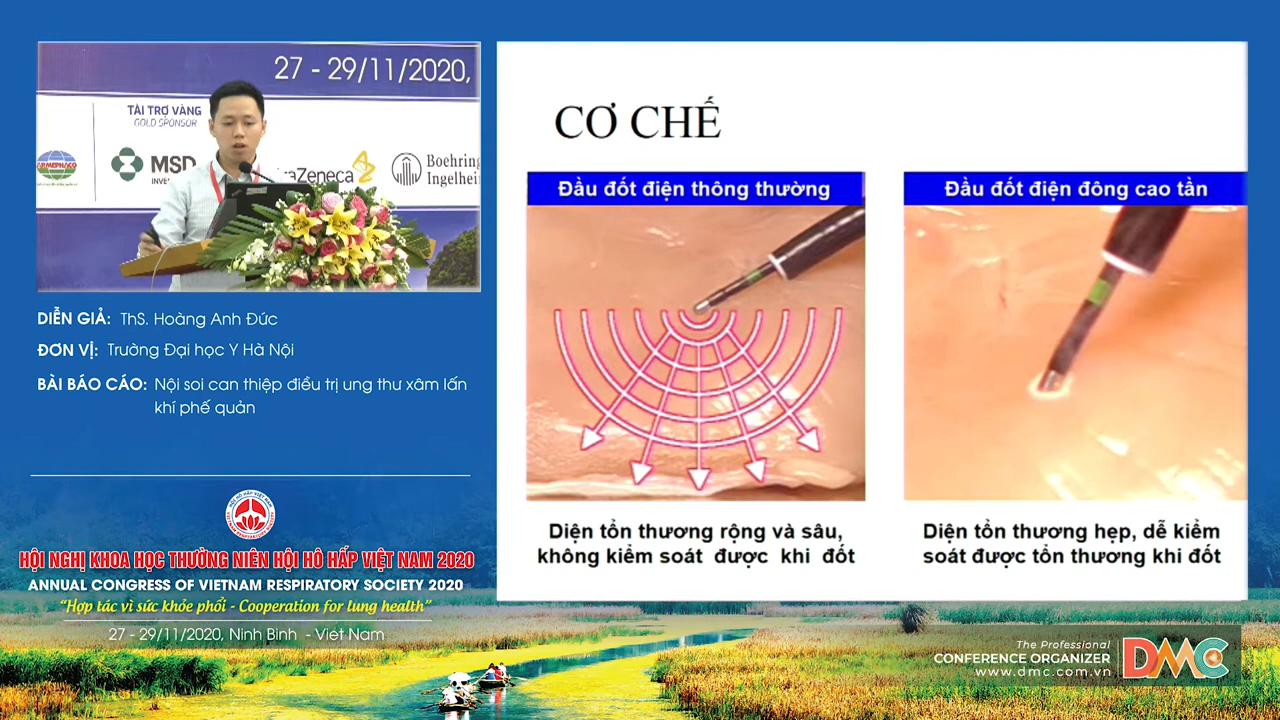 27 - 29/11/2020,
TÀI TRỢ VÀNG
GOLD SPONSOR
ARMEPHACO
MSD
INVEN
raZeneca
Boehring
Ingelheim
DIỄN GIẢ: ThS. Hoàng Anh Đức
ĐƠN VỊ: Trường Đại học Y Hà Nội
BÀI BÁO CÁO: Nội soi can thiệp điều trị ung thư xâm lấn
khí phế quản
HỘI NGHỊ KHOA HỌC THƯỜNG NIÊN HỘI HÔ HẤP VIỆT NAM 2020
ANNUAL CONGRESS OF VIETNAM RESPIRATORY SOCIETY 2020
“Hợp tác vì sức khỏe phổi - Cooperation for lung health”
27 - 29/11/2020, Ninh Bình - Việt Nam
CƠ CHẾ
Đầu đốt điện thông thường
Đầu đốt điện đông cao tần
Diện tổn thương rộng và sâu,
không kiểm soát được khi đốt
Diện tổn thương hẹp, dễ kiểm
soát được tổn thương khi đốt
The Professional
CONFERENCE ORGANIZER
www.dmc.com.vn
DMC